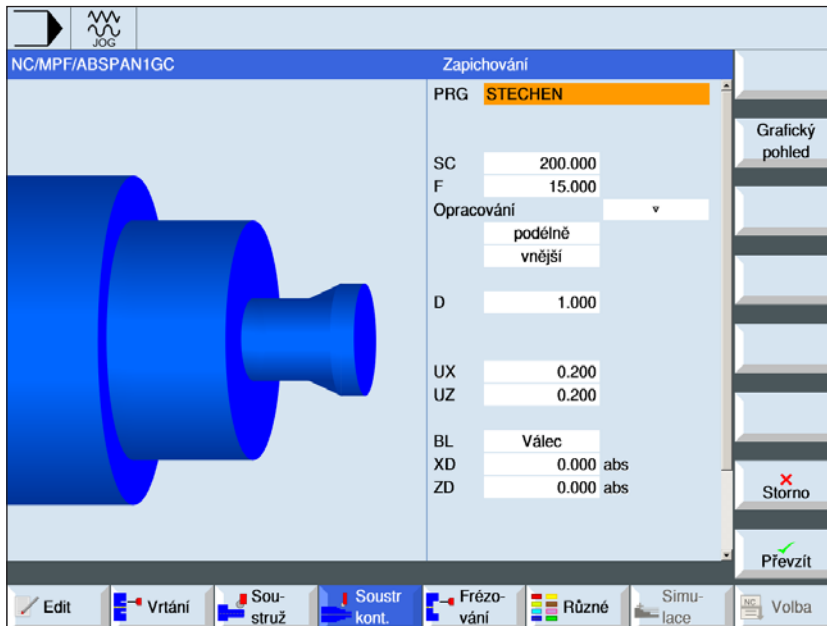 JOG
NC/MPF/ABSPAN1GC
Zapichování
PRG STECHEN
SC 200.000
F 15.000
Opracování ▿
podélně
vnější
D 1.000
UX 0.200
UZ 0.200
BL Válec
XD 0.000 abs
ZD 0.000 abs
Grafický
pohled
Storno
Převzít
Edit
Vrtání
Sou-
struž
Soustr
kont.
Frézo-
vání
Různé
Simu-
lace
NC
Volba